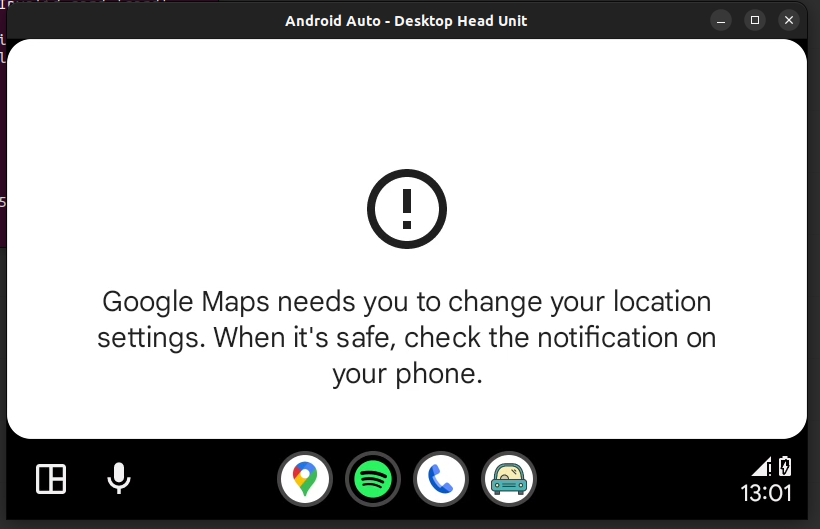 Android Auto - Desktop Head Unit
Google Maps needs you to change your location
settings. When it's safe, check the notification on
your phone.
13:01